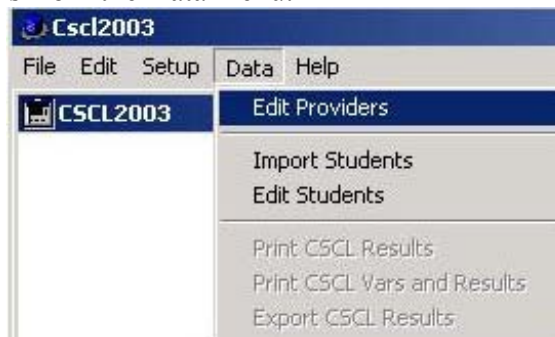 Cscl2003
File Edit Setup Data Help
CSCL2003
Edit Providers
Import Students
Edit Students
Print CSCL Results
Print CSCL Vars and Results
Export CSCL Results